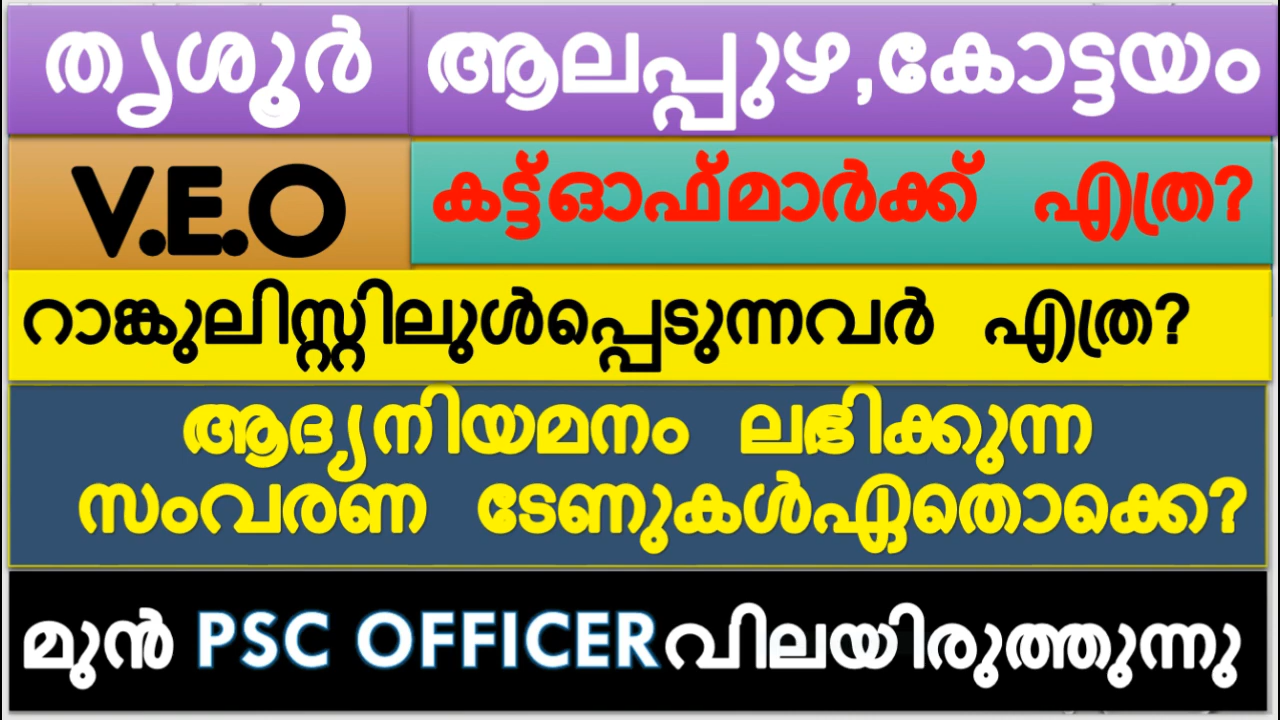 തൃശൂർ ആലപ്പുഴ,കോട്ടയം
V.E.O കട്ട്ഓഫ്മാർക്ക് എത്ര?
റാങ്കുലിസ്റ്റിലുൾപ്പെടുന്നവർ എത്ര?
ആദ്യനിയമനം ലഭിക്കുന്ന
സംവരണ ടേണുകൾഏതൊക്കെ?
മുൻ PSC OFFICERവിലയിരുത്തുന്നു